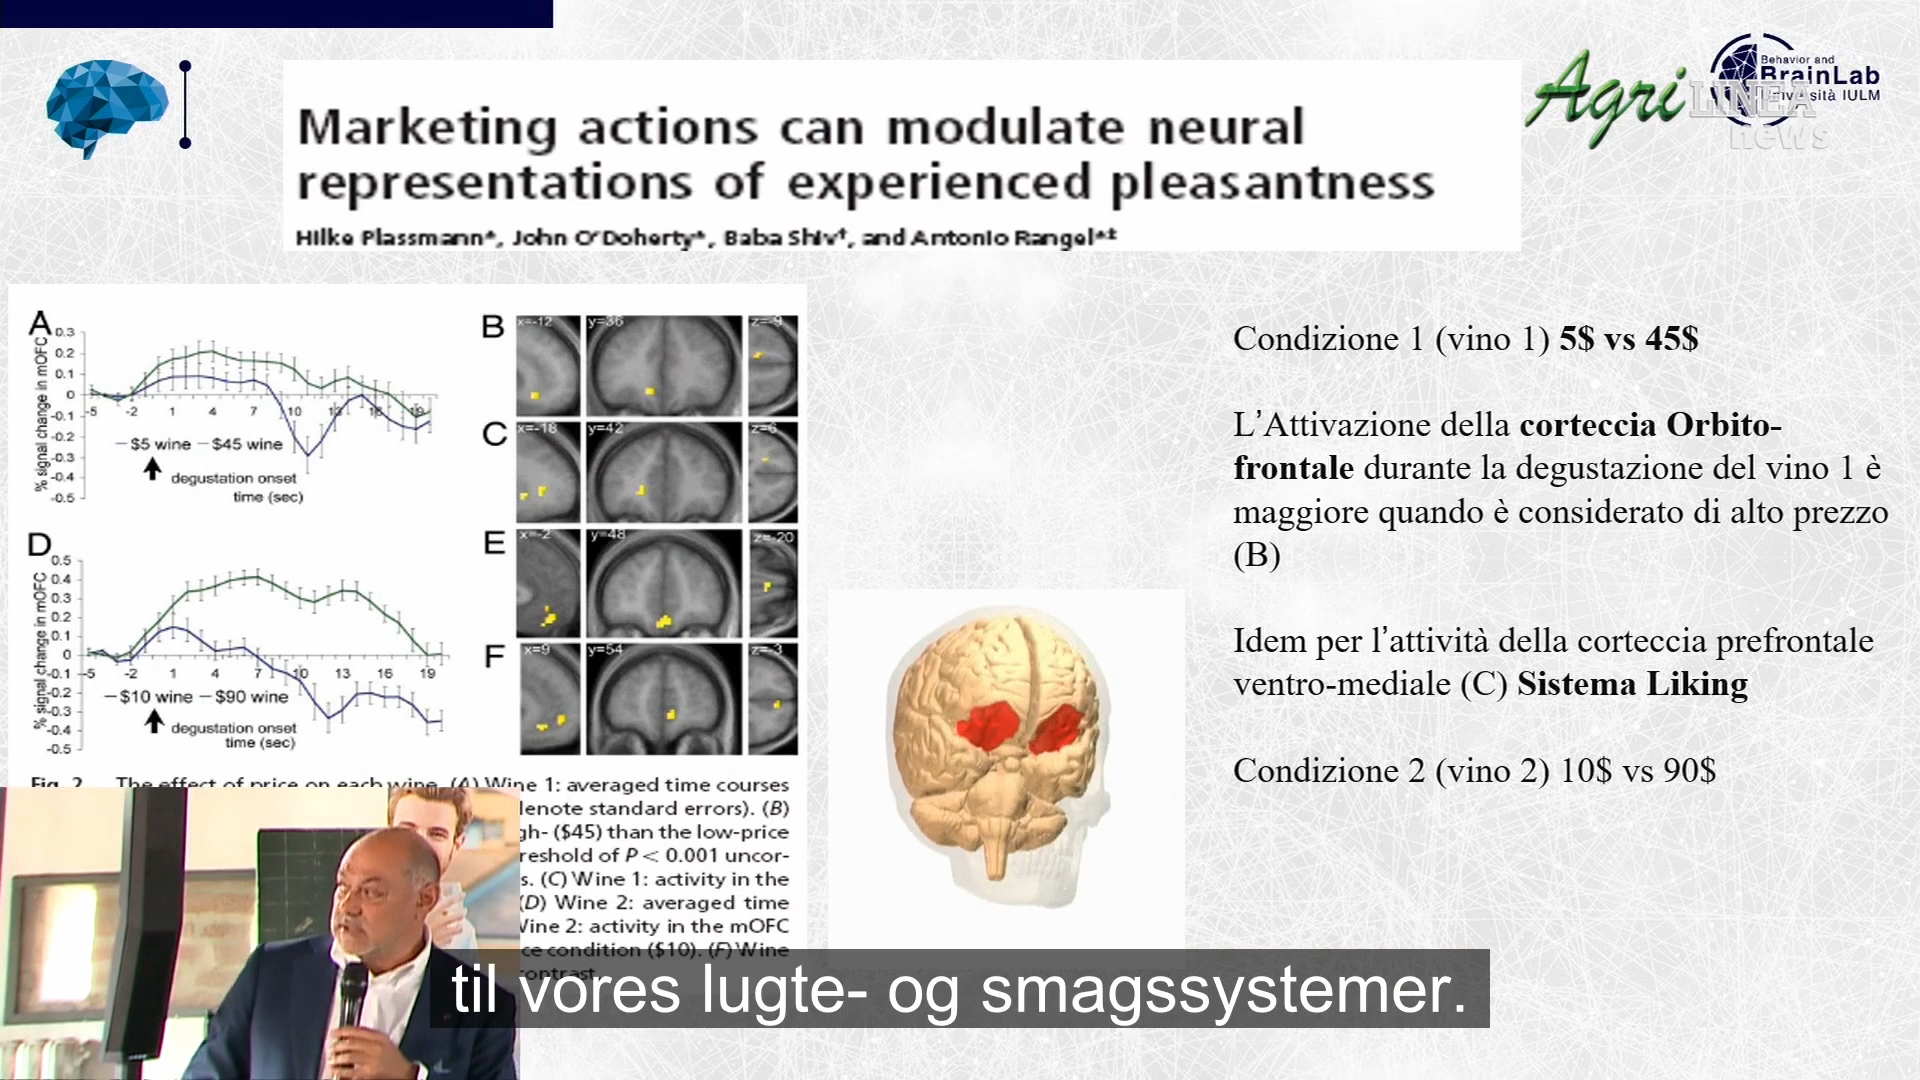 Behavior and
BrainLab
Università IULM
Agri LINEA
news
Marketing actions can modulate neural
representations of experienced pleasantness
Hilke Plassmann*, John O'Doherty*, Baba Shiv†, and Antonio Rangel*‡
A
% signal change in mOFC
0.3
0.2
0.1
0
-0.1
-0.2
-0.3
-0.4
-0.5
-5 -2 1 4 7 10 13 16 19
$5 wine $45 wine
degustation onset
time (sec)
B
x=-12 y=36 z=-9
C
x=-18 y=42 z=6
D
% signal change in mOFC
0.5
0.4
0.3
0.2
0.1
0
-0.1
-0.2
-0.3
-0.4
-0.5
-5 -2 1 4 7 10 13 16 19
$10 wine $90 wine
degustation onset
time (sec)
E
x=-2 y=48 z=-20
F
x=9 y=54 z=-3
Fig. 2. The effect of price on each wine. (A) Wine 1: averaged time courses
denote standard errors). (B)
gh- ($45) than the low-price
reshold of P < 0.001 uncor-
s. (C) Wine 1: activity in the
(D) Wine 2: averaged time
Wine 2: activity in the mOFC
ce condition ($10). (F) Wine
contrast.
Condizione 1 (vino 1) 5$ vs 45$
L'Attivazione della corteccia Orbito-
frontale durante la degustazione del vino 1 è
maggiore quando è considerato di alto prezzo
(B)
Idem per l'attività della corteccia prefrontale
ventro-mediale (C) Sistema Liking
Condizione 2 (vino 2) 10$ vs 90$
til vores lugte- og smagssystemer.